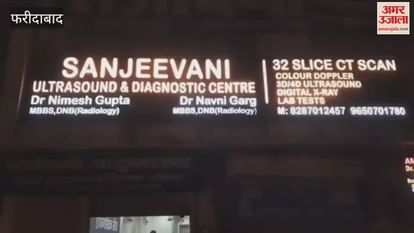 फरीदाबाद
अमर उजाला
amarujala.com
SANJEEVANI
ULTRASOUND & DIAGNOSTIC CENTRE
Dr Nimesh Gupta Dr Navni Garg
MBBS,DNB(Radiology) MBBS,DNB(Radiology)
32 SLICE CT SCAN
COLOUR DOPPLER
3D/4D ULTRASOUND
DIGITAL X-RAY
LAB TESTS
M: 8287012457 9650701780